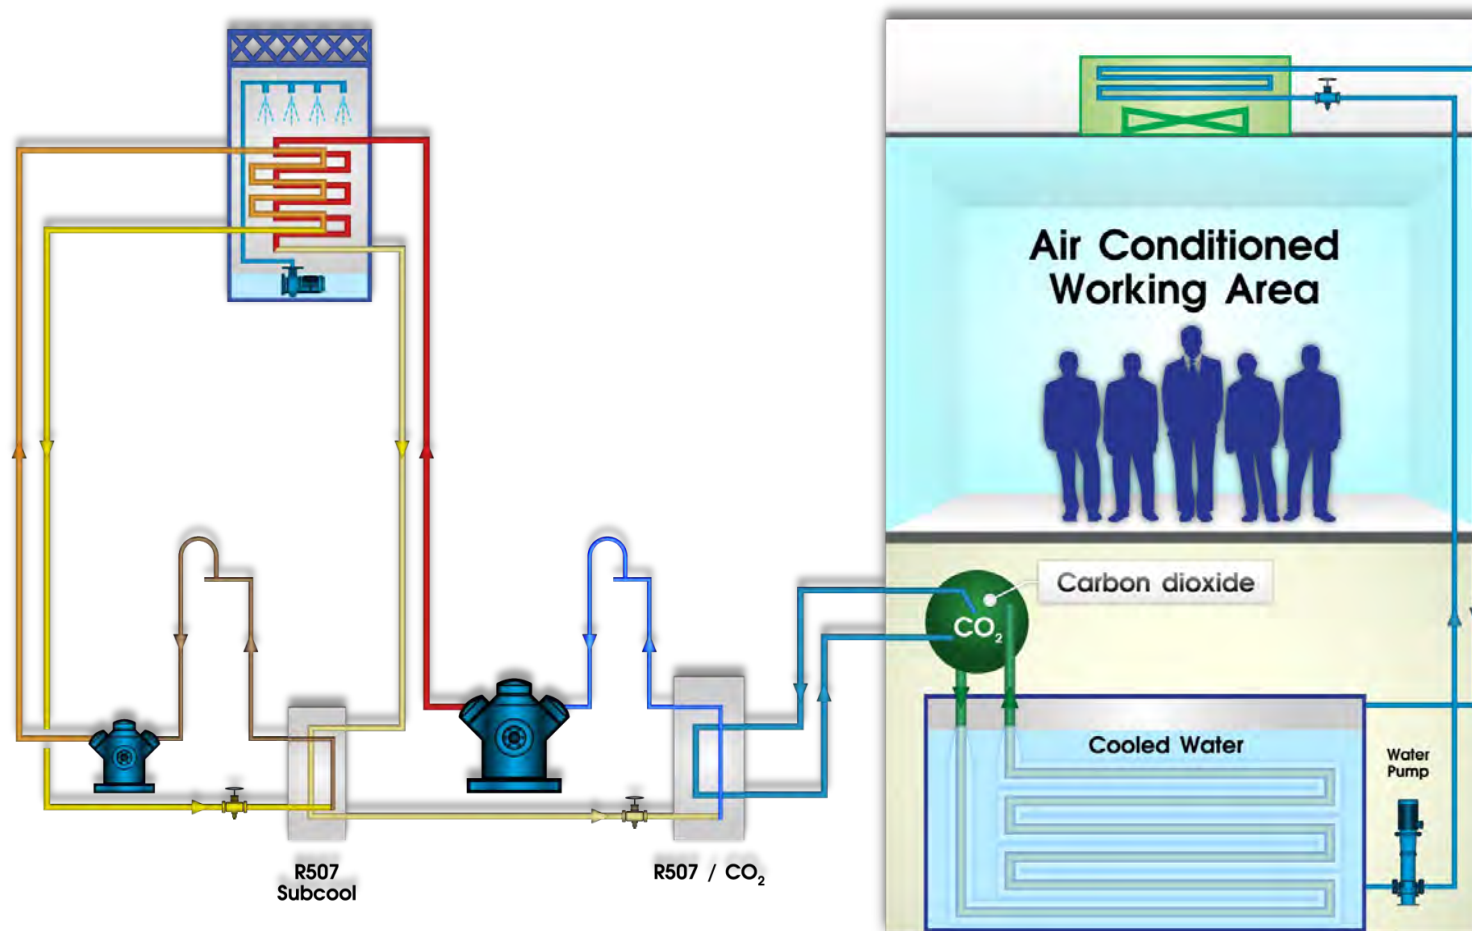 Air Conditioned
Working Area
Carbon dioxide
CO₂
Cooled Water
Water
Pump
R507
Subcool
R507 / CO₂